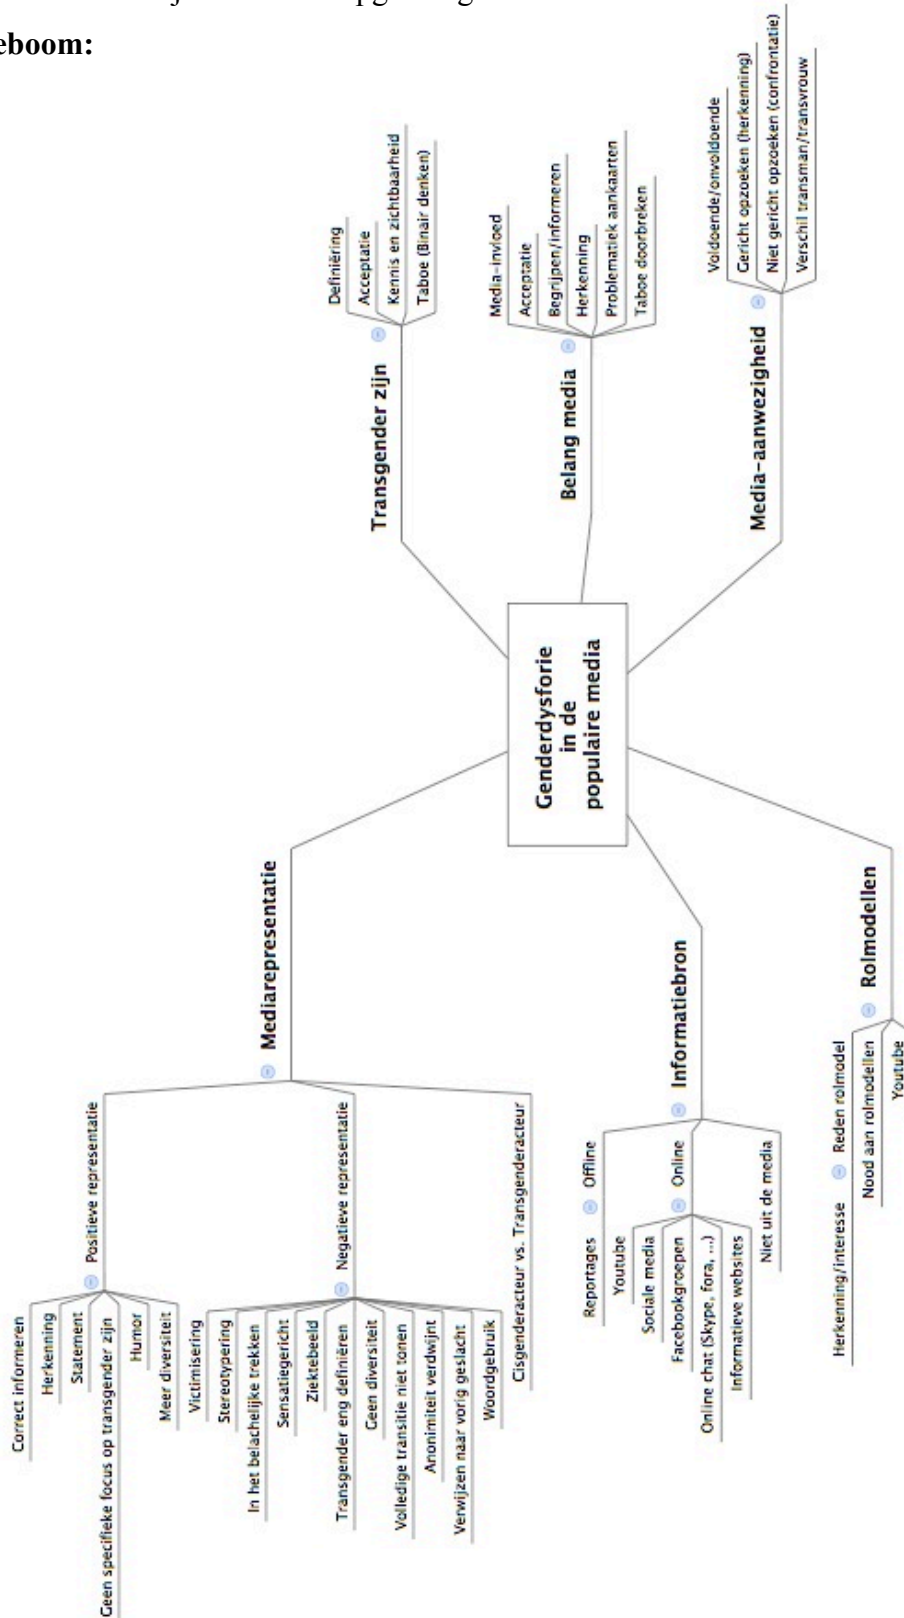 eboom:
Genderdysforie
in de
populaire media
Mediarepresentatie
Positieve representatie
Correct informeren
Herkenning
Statement
Geen specifieke focus op transgender zijn
Humor
Meer diversiteit
Negatieve representatie
Victimisering
Stereotypering
In het belachelijke trekken
Sensatiegericht
Ziektebeeld
Transgender eng definiëren
Geen diversiteit
Volledige transitie niet tonen
Anonimiteit verdwijnt
Verwijzen naar vorig geslacht
Woordgebruik
Cisgenderacteur vs. Transgenderacteur
Informatiebron
Offline
Reportages
Online
Youtube
Sociale media
Facebookgroepen
Online chat (Skype, fora, ...)
Informatieve websites
Niet uit de media
Rolmodellen
Reden rolmodel
Herkenning/interesse
Nood aan rolmodellen
Youtube
Transgender zijn
Definiëring
Acceptatie
Kennis en zichtbaarheid
Taboe (Binair denken)
Belang media
Media-invloed
Acceptatie
Begrijpen/informeren
Herkenning
Problematiek aankaarten
Taboe doorbreken
Media-aanwezigheid
Voldoende/onvoldoende
Gericht opzoeken (herkenning)
Niet gericht opzoeken (confrontatie)
Verschil transman/transvrouw